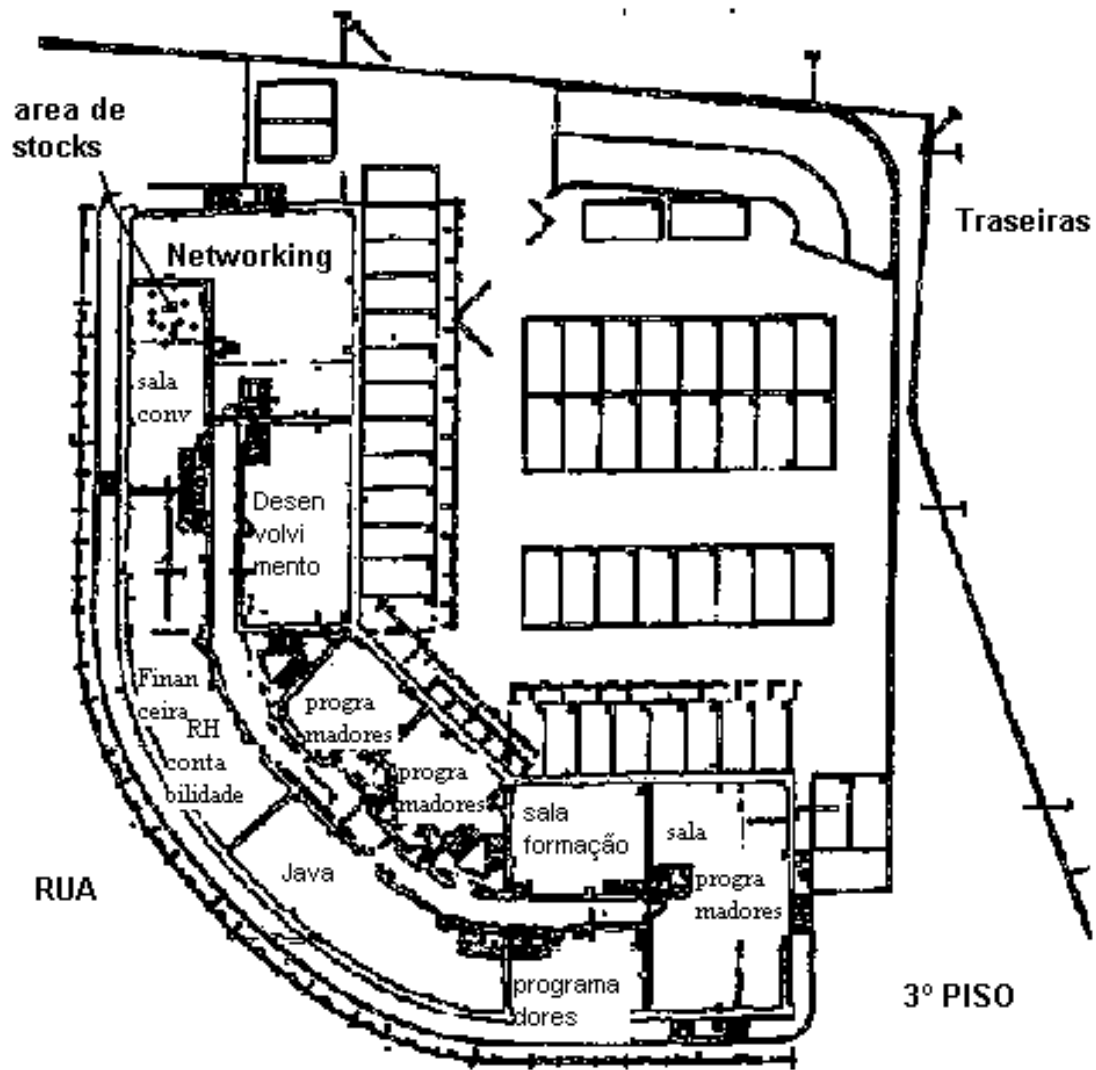 area de
stocks
Networking
Traseiras
sala
conv
Desen
volvi
mento
Finan
ceira
RH
conta
bilidade
progra
madores
progra
madores
sala
formação
sala
progra
madores
Java
RUA
programa
dores
3º PISO